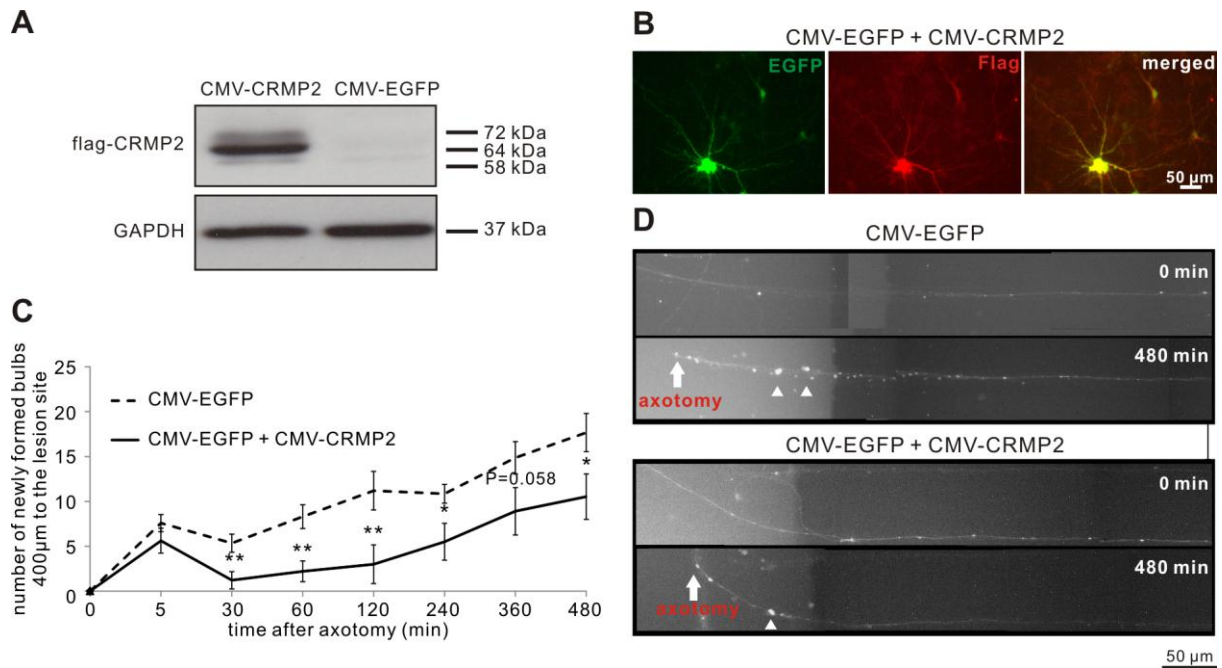 A
CMV-CRMP2 CMV-EGFP
flag-CRMP2
72 kDa
64 kDa
58 kDa
GAPDH
37 kDa
B
CMV-EGFP + CMV-CRMP2
EGFP
Flag
merged
50 µm
C
number of newly formed bulbs
400µm to the lesion site
25
20
15
10
5
0
CMV-EGFP
CMV-EGFP + CMV-CRMP2
**
**
**
*
P=0.058
*
0 5 30 60 120 240 360 480
time after axotomy (min)
D
CMV-EGFP
0 min
480 min
axotomy
CMV-EGFP + CMV-CRMP2
0 min
480 min
axotomy
50 µm